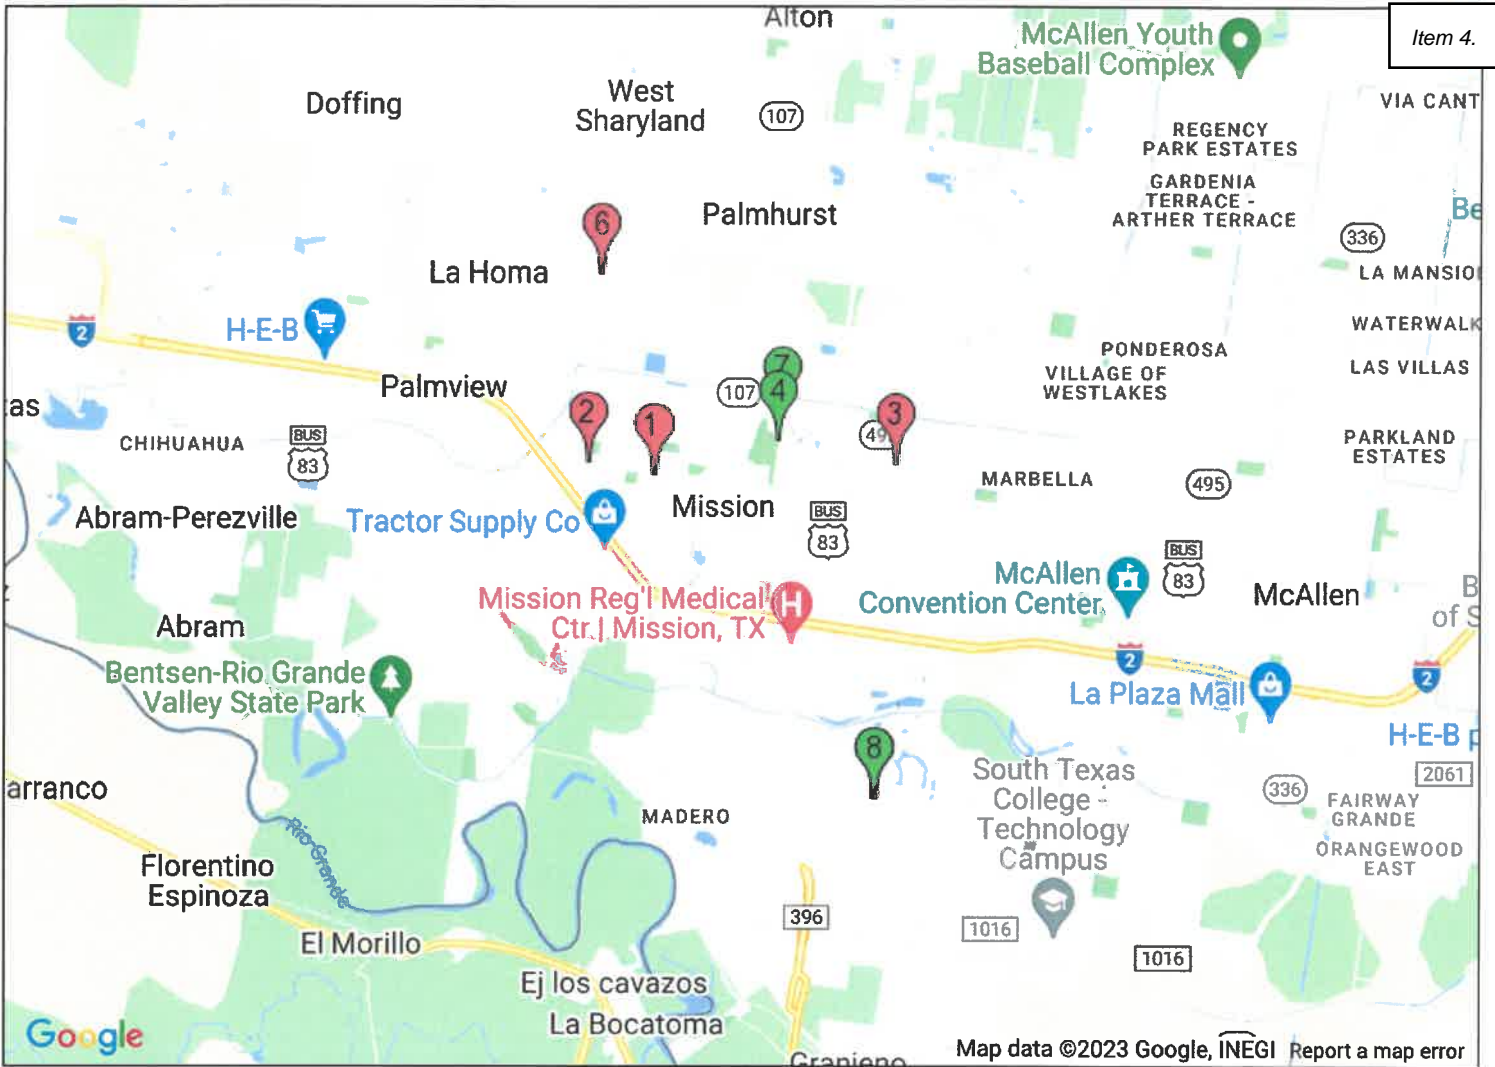 Item 4.
Alton
McAllen Youth
Baseball Complex
Doffing
West
Sharyland
107
VIA CANT
REGENCY
PARK ESTATES
GARDENIA
TERRACE -
ARTHER TERRACE
Palmhurst
6
Be
336
La Homa
LA MANSIO
2
H-E-B
WATERWALK
PONDEROSA
LAS VILLAS
VILLAGE OF
WESTLAKES
7
Palmview
107
4
as
2
1
3
49
CHIHUAHUA
BUS
83
PARKLAND
ESTATES
MARBELLA
495
Abram-Perezville
Tractor Supply Co
Mission
BUS
83
BUS
83
McAllen
Convention Center
McAllen
B
of S
Mission Reg'l Medical
Ctr.| Mission, TX
H
Abram
2
2
Bentsen-Rio Grande
Valley State Park
La Plaza Mall
H-E-B p
8
South Texas
College -
Technology
Campus
2061
336
FAIRWAY
GRANDE
arranco
MADERO
ORANGEWOOD
EAST
Rio Grande
Florentino
Espinoza
396
1016
El Morillo
1016
Ej los cavazos
La Bocatoma
Google
Granjeno
Map data ©2023 Google, INEGI Report a map error